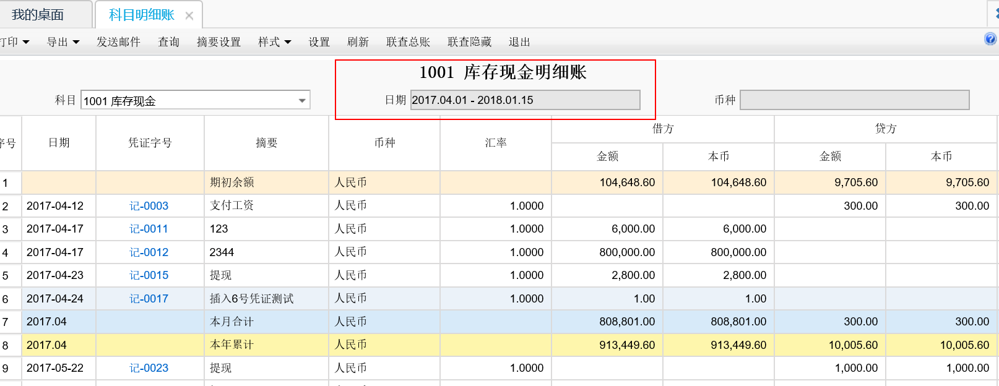 我的桌面 科目明细账
打印 导出 发送邮件 查询 摘要设置 样式 设置 刷新 联查总账 联查隐藏 退出
1001 库存现金明细账
科目 1001 库存现金 日期 2017.04.01 - 2018.01.15 币种
序号 日期 凭证字号 摘要 币种 汇率 借方 贷方
金额 本币 金额 本币
1 期初余额 人民币 104,648.60 104,648.60 9,705.60 9,705.60
2 2017-04-12 记-0003 支付工资 人民币 1.0000 300.00 300.00
3 2017-04-17 记-0011 123 人民币 1.0000 6,000.00 6,000.00
4 2017-04-17 记-0012 2344 人民币 1.0000 800,000.00 800,000.00
5 2017-04-23 记-0015 提现 人民币 1.0000 2,800.00 2,800.00
6 2017-04-24 记-0017 插入6号凭证测试 人民币 1.0000 1.00 1.00
7 2017.04 本月合计 人民币 808,801.00 808,801.00 300.00 300.00
8 2017.04 本年累计 人民币 913,449.60 913,449.60 10,005.60 10,005.60
9 2017-05-22 记-0023 提现 人民币 1.0000 1,000.00 1,000.00